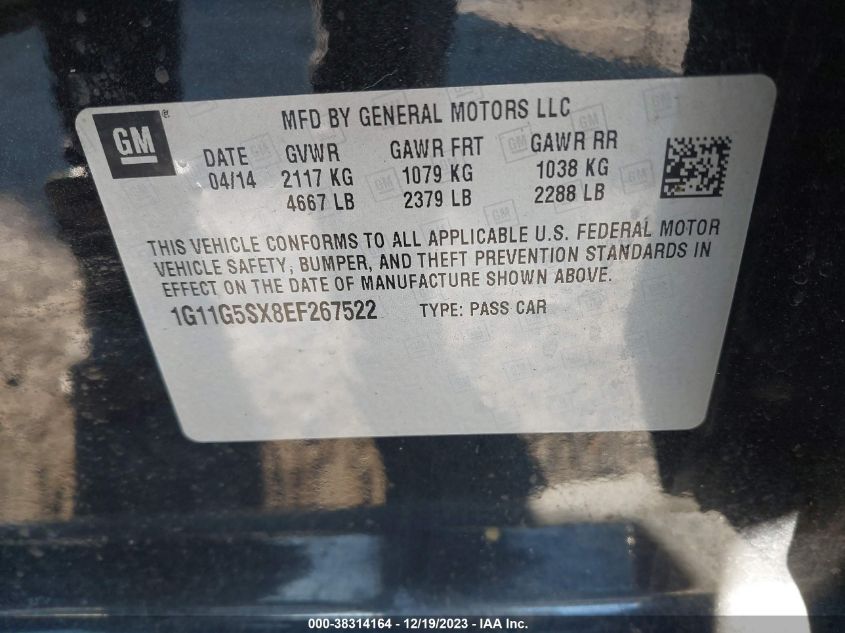 GM
MFD BY GENERAL MOTORS LLC
DATE GVWR GAWR FRT GAWR RR
04/14 2117 KG 1079 KG 1038 KG
4667 LB 2379 LB 2288 LB
THIS VEHICLE CONFORMS TO ALL APPLICABLE U.S. FEDERAL MOTOR
VEHICLE SAFETY, BUMPER, AND THEFT PREVENTION STANDARDS IN
EFFECT ON THE DATE OF MANUFACTURE SHOWN ABOVE.
1G11G5SX8EF267522 TYPE: PASS CAR
000-38314164 - 12/19/2023 - IAA Inc.